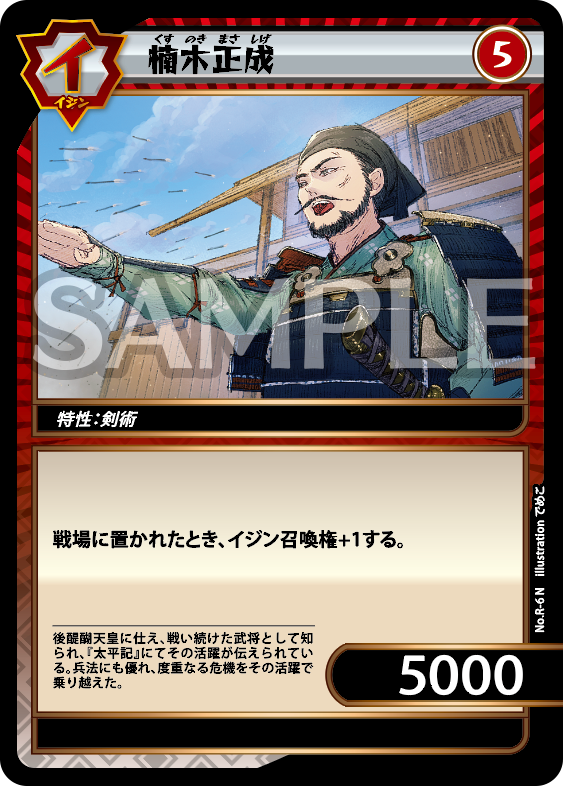 イ
イジン
くす の き まさ しげ
楠木正成
5
SAMPLE
特性:剣術
戦場に置かれたとき、イジン召喚権+1する。
後醍醐天皇に仕え、戦い続けた武将として知
られ、『太平記』にてその活躍が伝えられてい
る。兵法にも優れ、度重なる危機をその活躍で
乗り越えた。
5000
No.R-6 N illustration こめで